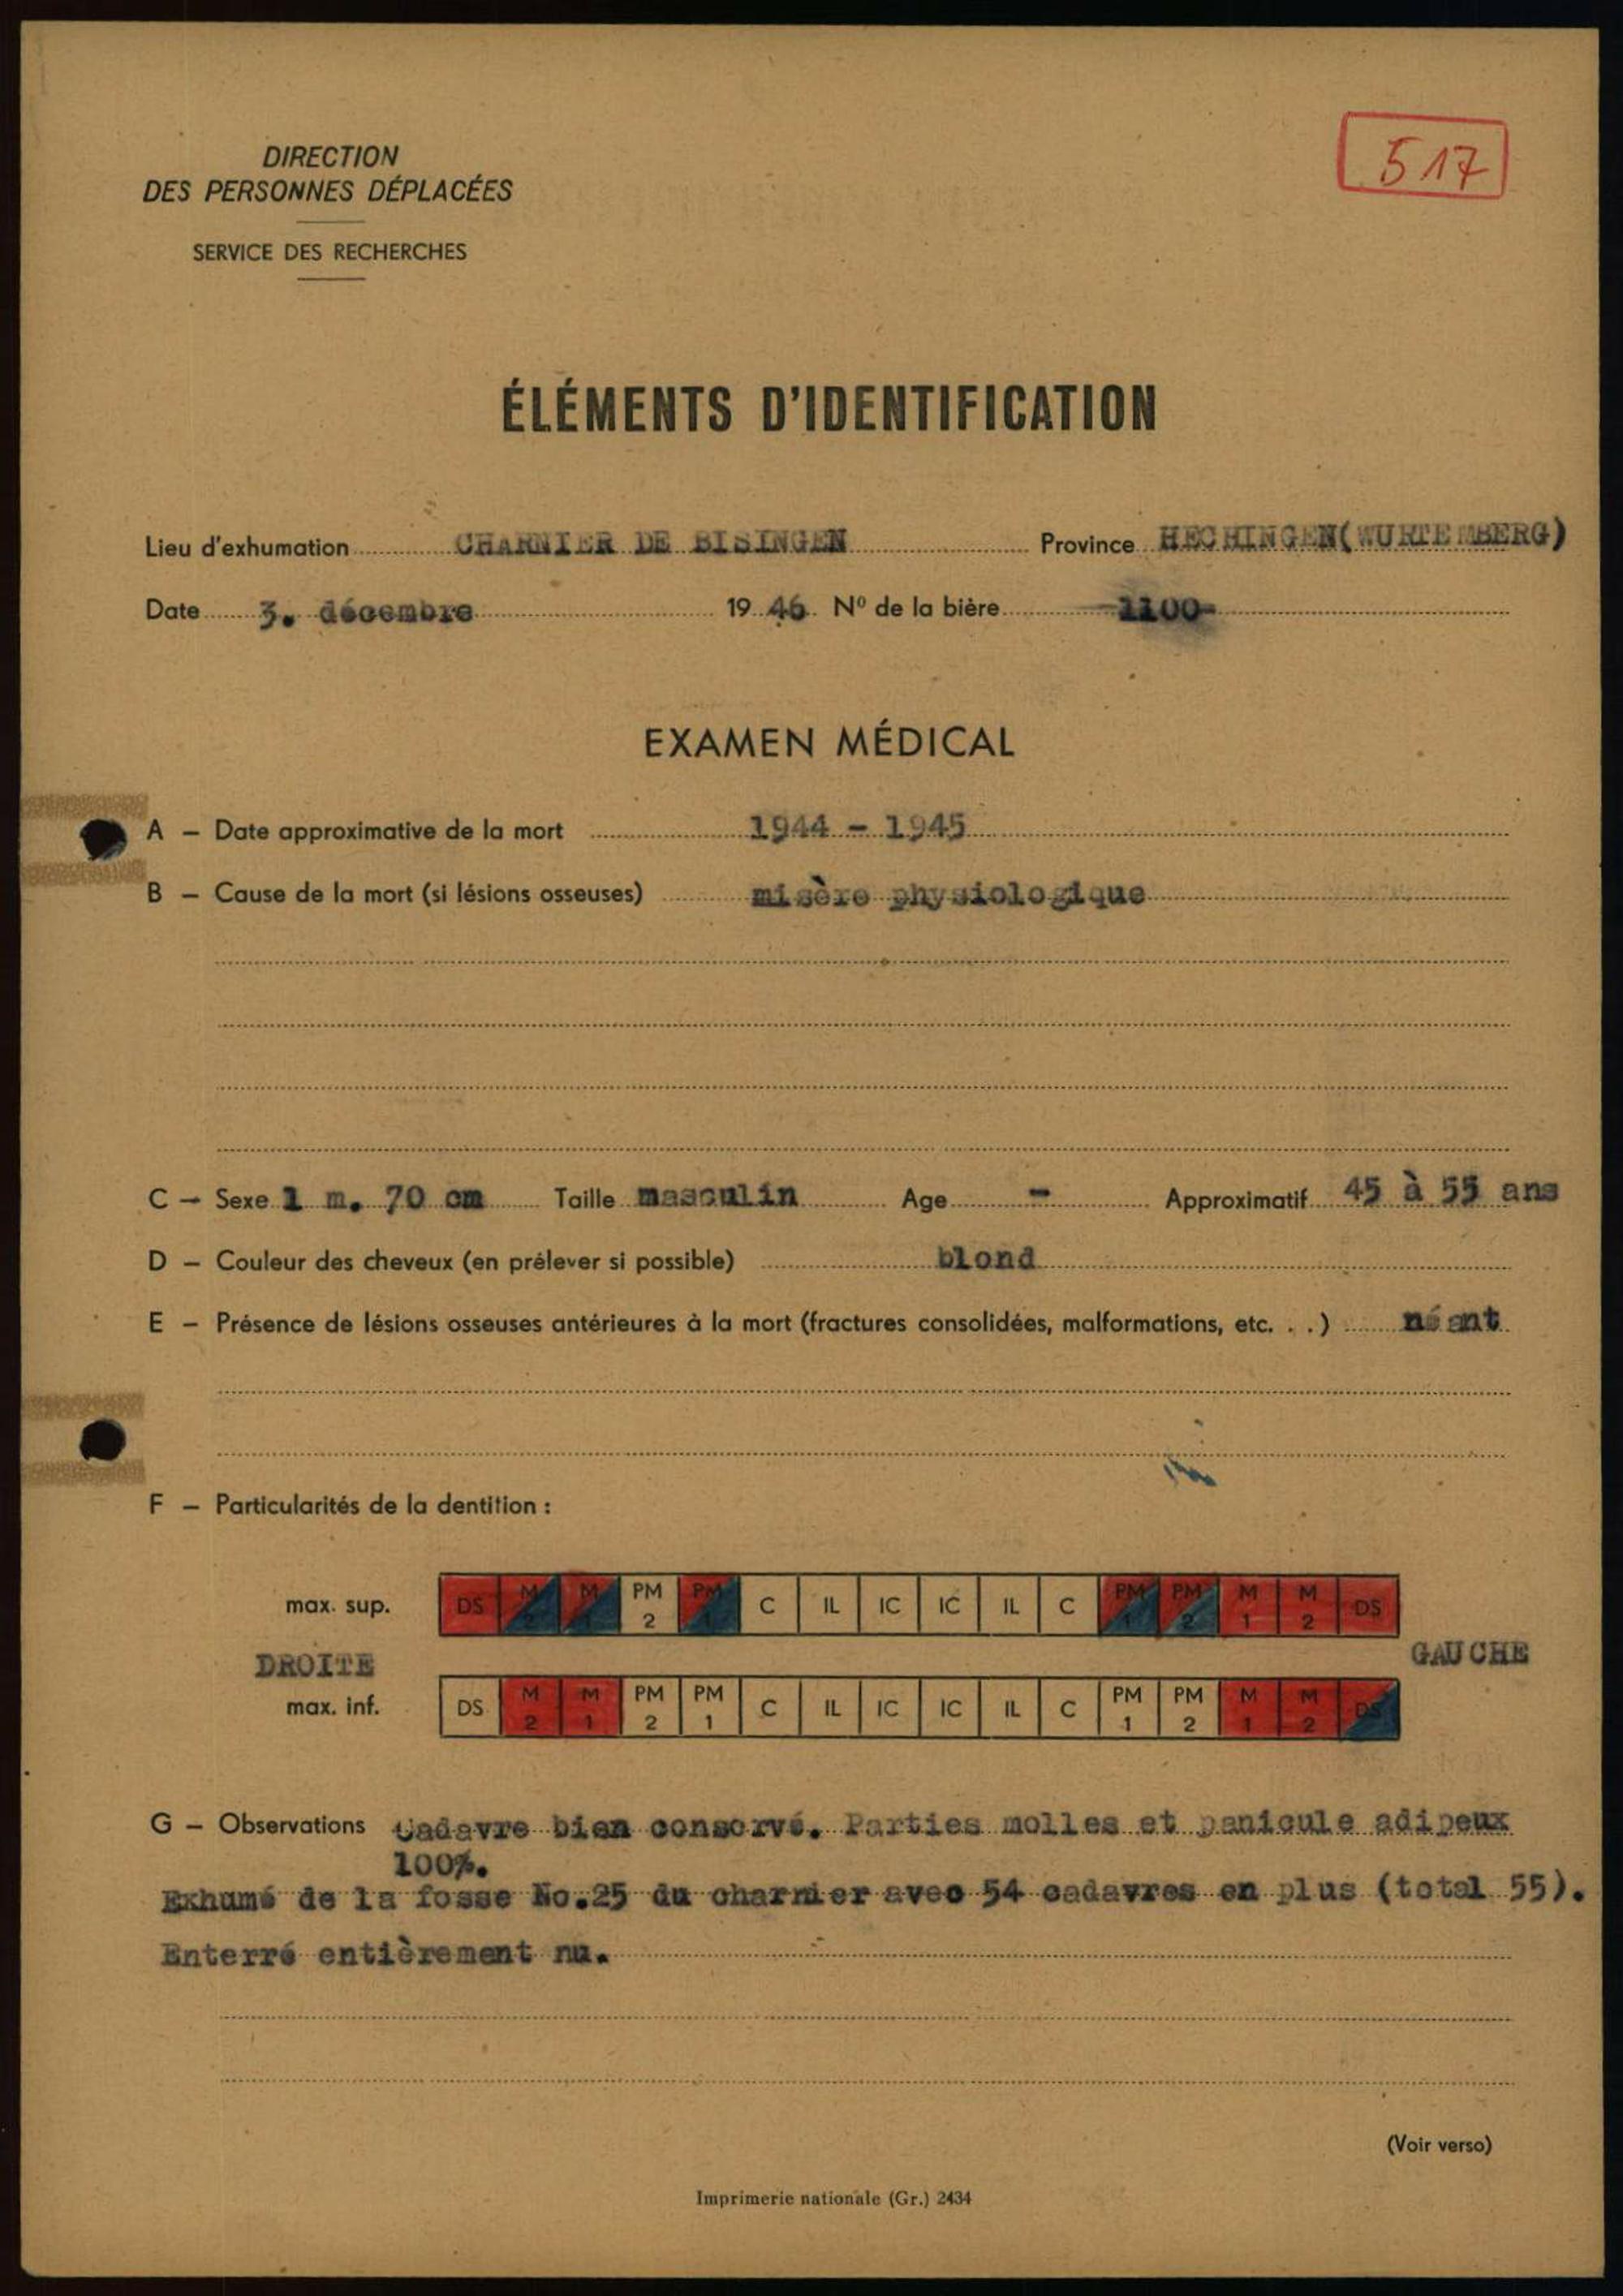 517
DIRECTION
DES PERSONNES DÉPLACÉES
SERVICE DES RECHERCHES
ÉLÉMENTS D'IDENTIFICATION
Lieu d'exhumation CHARNIER DE BISINGEN Province HECHINGEN(WURTEMBERG)
Date 3. décembre 19 46. Nº de la bière -1100-
EXAMEN MÉDICAL
A – Date approximative de la mort 1944 - 1945
B – Cause de la mort (si lésions osseuses) misère physiologique
C – Sexe 1 m. 70 cm Taille masculin Age - Approximatif 45 à 55 ans
D – Couleur des cheveux (en prélever si possible) blond
E – Présence de lésions osseuses antérieures à la mort (fractures consolidées, malformations, etc. . .) néant
F – Particularités de la dentition :
max. sup. DS M 2 M 1 PM 2 PM 1 C IL IC IC IL C PM 1 PM 2 M 1 M 2 DS
DROITE GAUCHE
max. inf. DS M 2 M 1 PM 2 PM 1 C IL IC IC IL C PM 1 PM 2 M 1 M 2 DS
G – Observations Cadavre bien conservé. Parties molles et panicule adipeux
100%.
Exhumé de la fosse No.25 du charnier avec 54 cadavres en plus (total 55).
Enterré entièrement nu.
(Voir verso)
Imprimerie nationale (Gr.) 2434